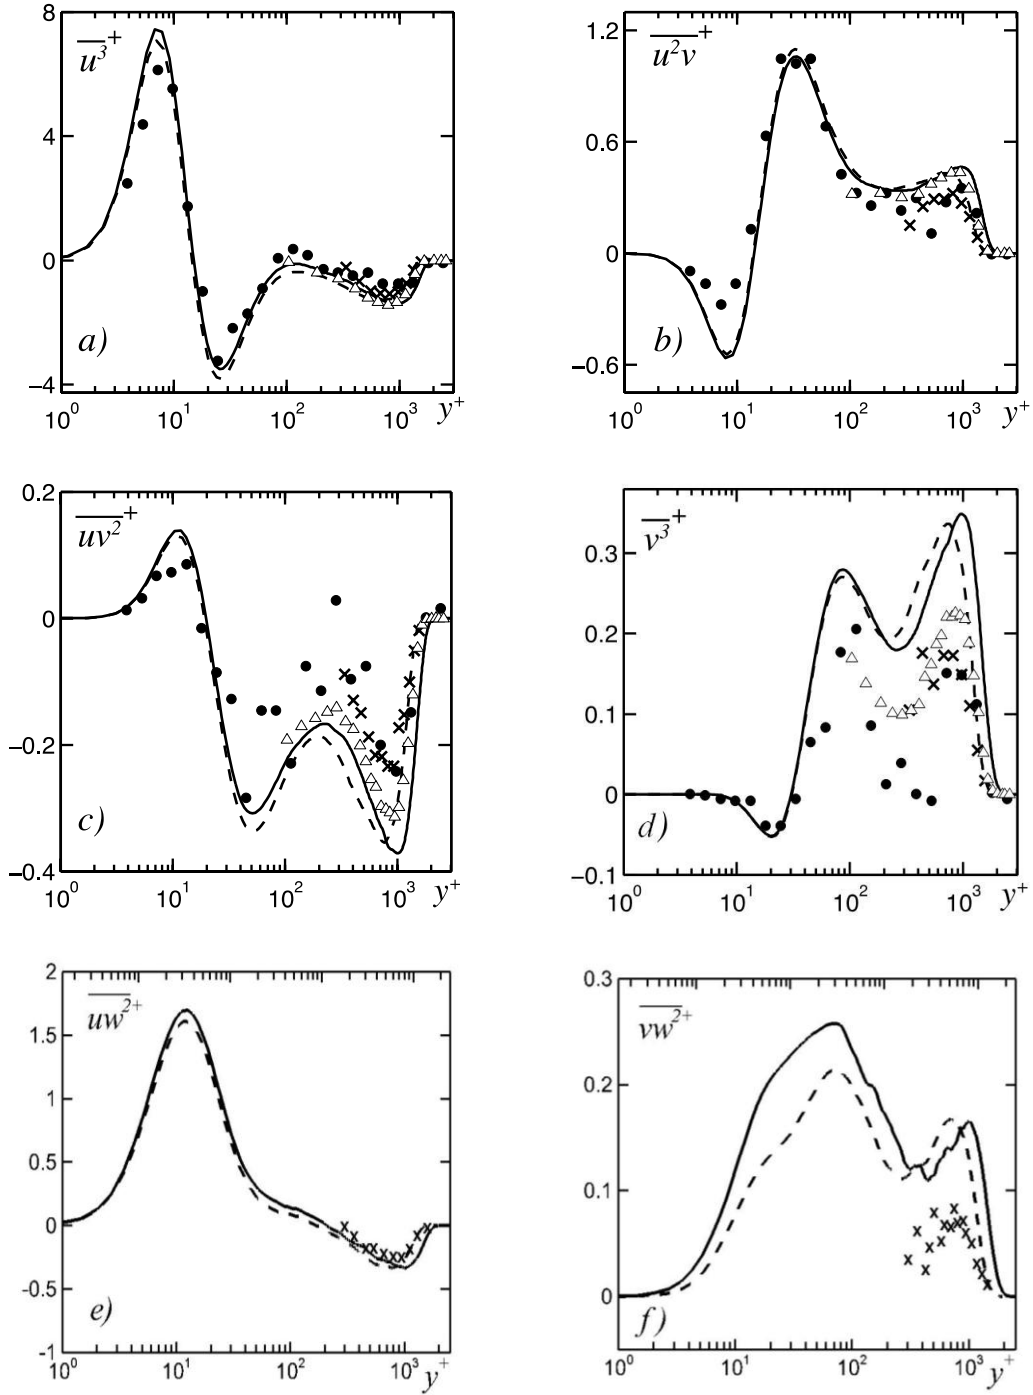 8
4
0
−4
u³⁺
a)
10⁰ 10¹ 10² 10³ y⁺
1.2
0.6
0
−0.6
u²v⁺
b)
10⁰ 10¹ 10² 10³ y⁺
0.2
0
−0.2
−0.4
uv²⁺
c)
10⁰ 10¹ 10² 10³ y⁺
0.3
0.2
0.1
0
−0.1
v³⁺
d)
10⁰ 10¹ 10² 10³ y⁺
2
1.5
1
0.5
0
-0.5
-1
uw²⁺
e)
10⁰ 10¹ 10² 10³ y⁺
0.3
0.2
0.1
0
vw²⁺
f)
10⁰ 10¹ 10² 10³ y⁺